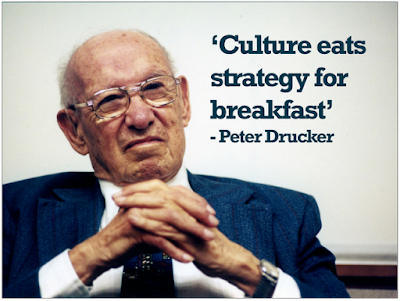 ‘Culture eats
strategy for
breakfast’
- Peter Drucker